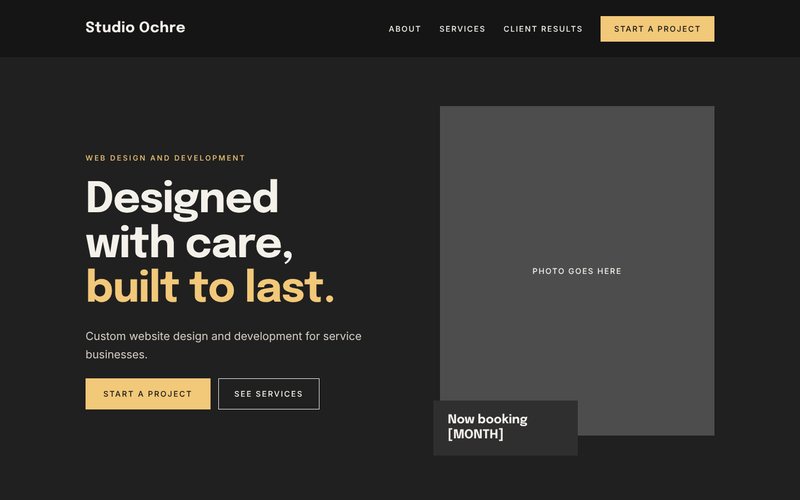 Studio Ochre
ABOUT
SERVICES
CLIENT RESULTS
START A PROJECT
WEB DESIGN AND DEVELOPMENT
Designed
with care,
built to last.
Custom website design and development for service
businesses.
START A PROJECT
SEE SERVICES
PHOTO GOES HERE
Now booking
[MONTH]